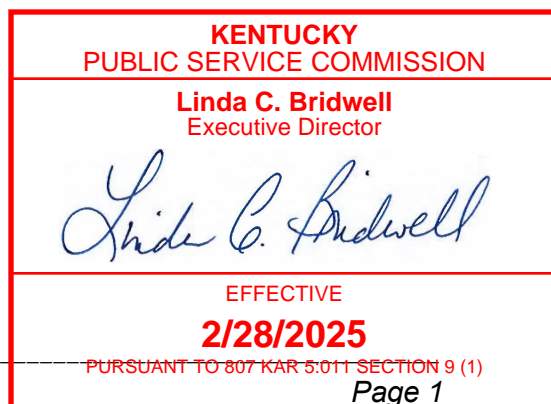 KENTUCKY
PUBLIC SERVICE COMMISSION
Linda C. Bridwell
Executive Director
Linda C. Bridwell
EFFECTIVE
2/28/2025
PURSUANT TO 807 KAR 5:011 SECTION 9 (1)
Page 1